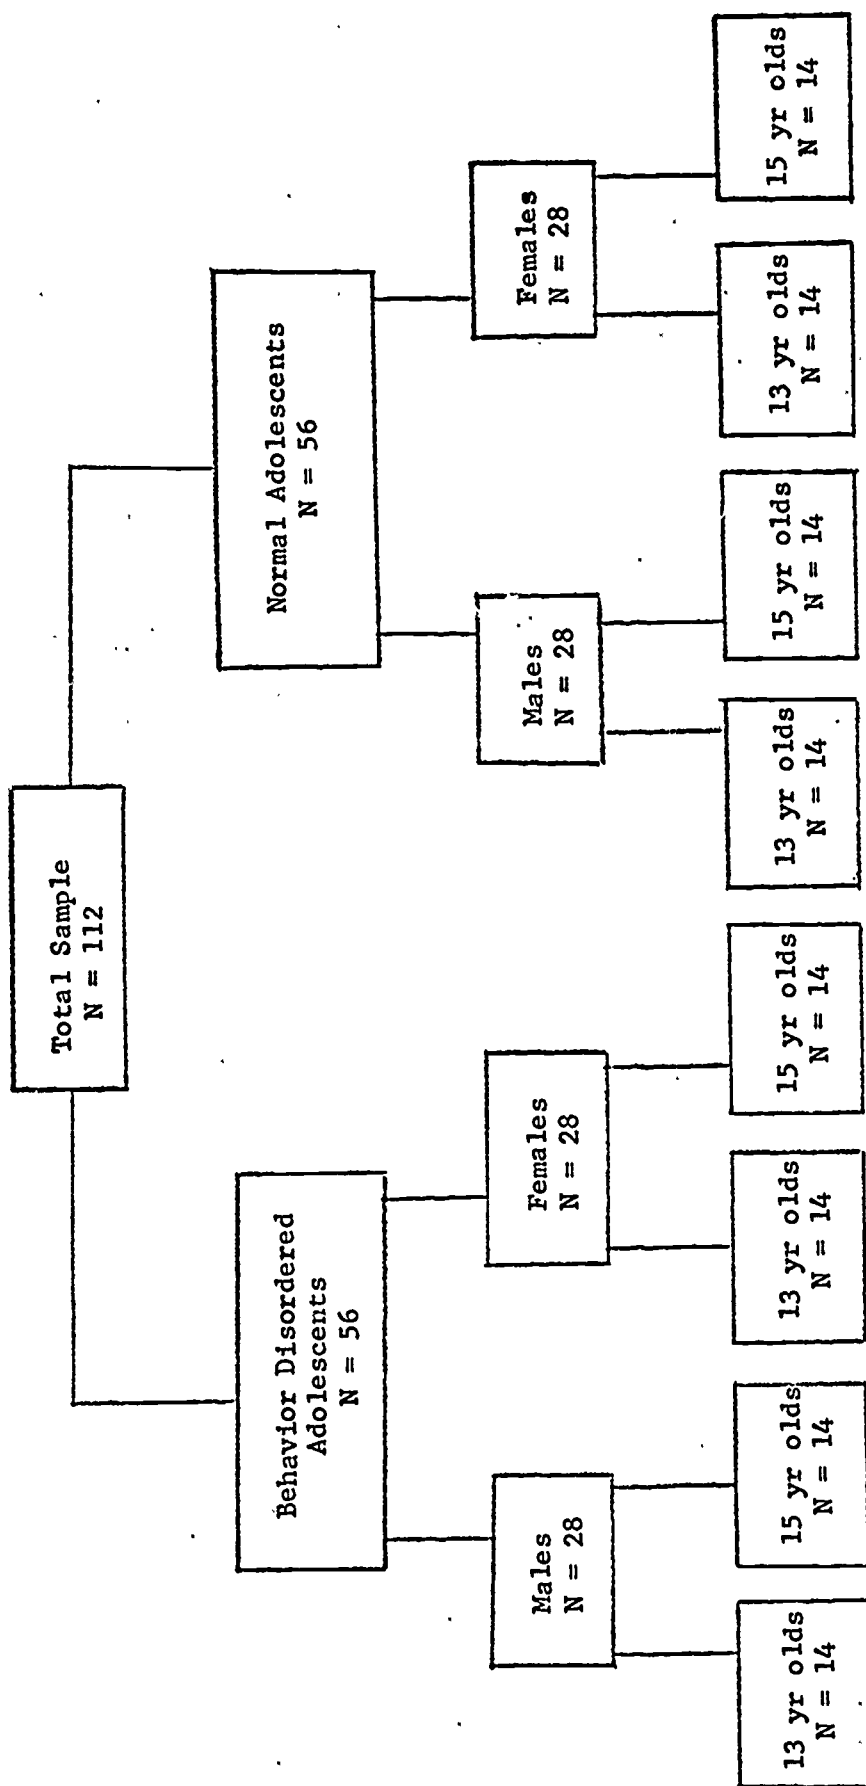 Total Sample
N = 112
Behavior Disordered
Adolescents
N = 56
Normal Adolescents
N = 56
Males
N = 28
Females
N = 28
Males
N = 28
Females
N = 28
13 yr olds
N = 14
15 yr olds
N = 14
13 yr olds
N = 14
15 yr olds
N = 14
13 yr olds
N = 14
15 yr olds
N = 14
13 yr olds
N = 14
15 yr olds
N = 14